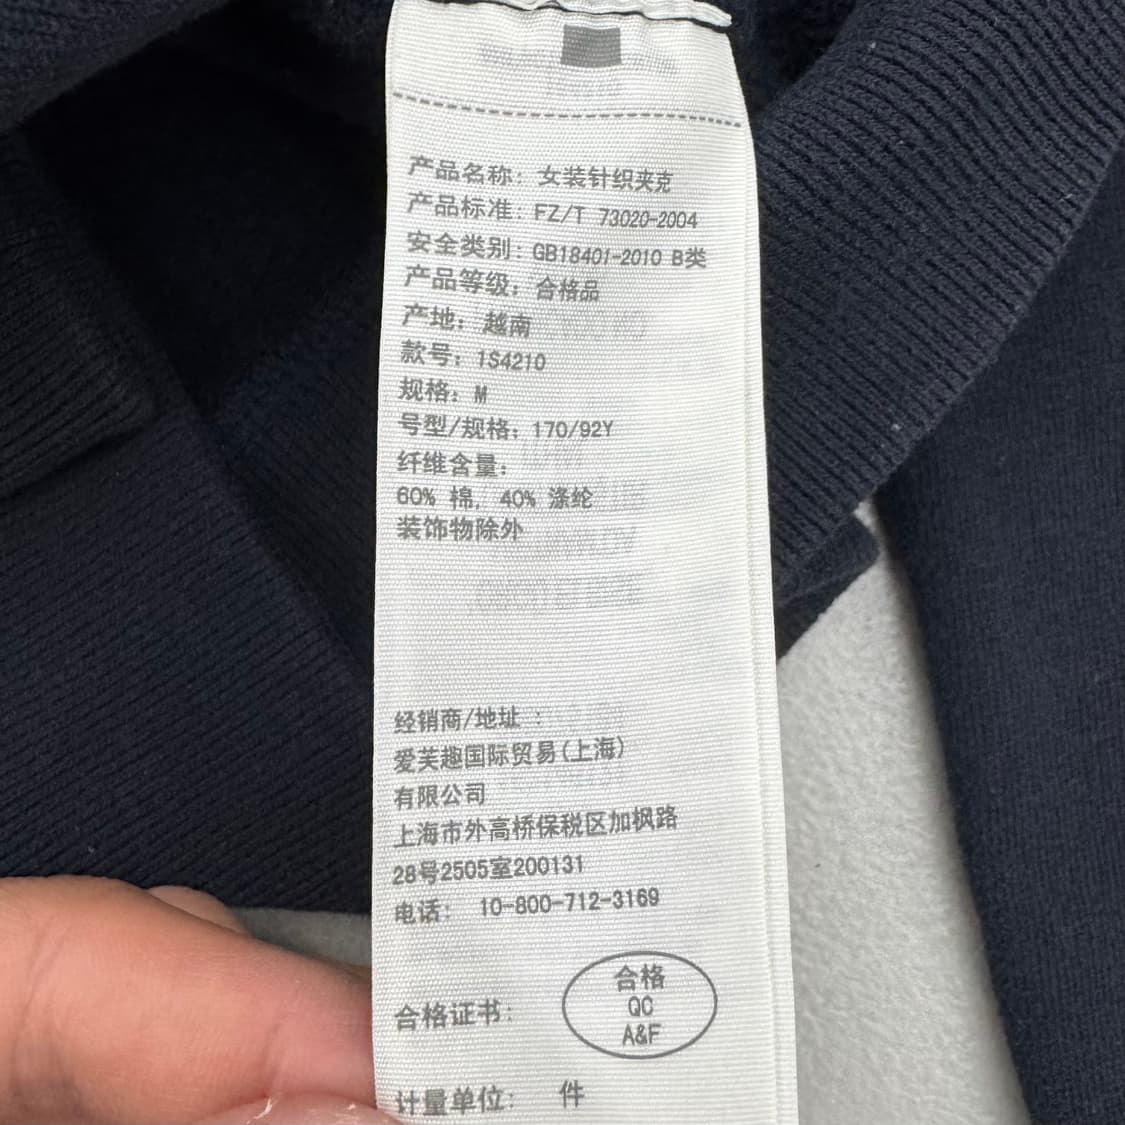 产品名称: 女装针织夹克
产品标准: FZ/T 73020-2004
安全类别: GB18401-2010 B类
产品等级: 合格品
产地: 越南
款号: 1S4210
规格: M
号型/规格: 170/92Y
纤维含量:
60% 棉, 40% 涤纶
装饰物除外
经销商/地址 :
爱芙趣国际贸易(上海)
有限公司
上海市外高桥保税区加枫路
28号2505室200131
电话: 10-800-712-3169
合格
QC
A&F
合格证书:
计量单位: 件